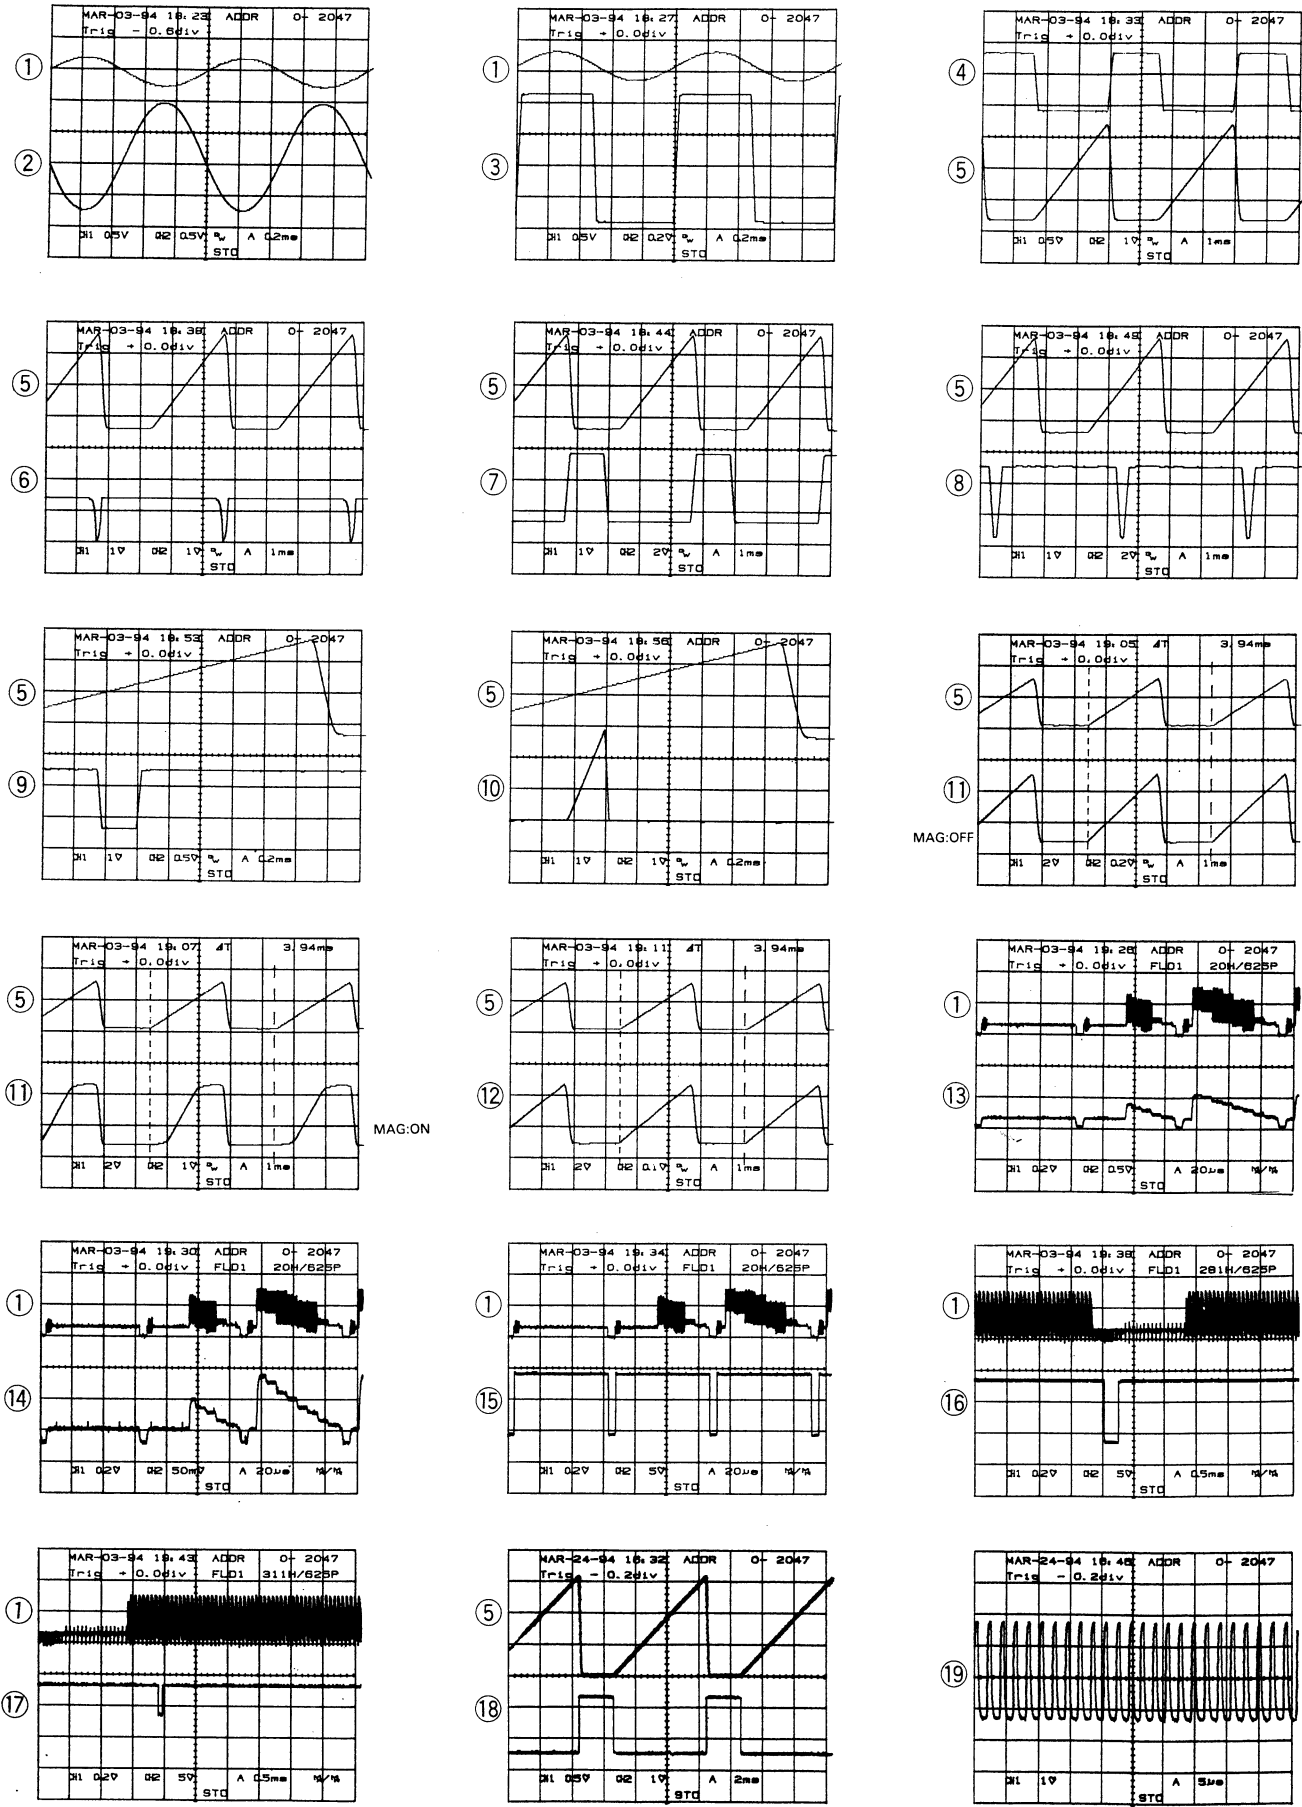 MAR-03-94 18:23 ADDR 0- 2047
Trig - 0.6div
①
②
CH1 0.5V CH2 0.5V ᴮw A 0.2ms
STO
MAR-03-94 18:27 ADDR 0- 2047
Trig + 0.0div
①
③
CH1 0.5V CH2 0.2V ᴮw A 0.2ms
STO
MAR-03-94 18:33 ADDR 0- 2047
Trig + 0.0div
④
⑤
CH1 0.5V CH2 1V ᴮw A 1ms
STO
MAR-03-94 18:38 ADDR 0- 2047
Trig + 0.0div
⑤
⑥
CH1 1V CH2 1V ᴮw A 1ms
STO
MAR-03-94 18:44 ADDR 0- 2047
Trig + 0.0div
⑤
⑦
CH1 1V CH2 2V ᴮw A 1ms
STO
MAR-03-94 18:49 ADDR 0- 2047
Trig + 0.0div
⑤
⑧
CH1 1V CH2 2V ᴮw A 1ms
STO
MAR-03-94 18:53 ADDR 0- 2047
Trig + 0.0div
⑤
⑨
CH1 1V CH2 0.5V ᴮw A 0.2ms
STO
MAR-03-94 18:56 ADDR 0- 2047
Trig + 0.0div
⑤
⑩
CH1 1V CH2 1V ᴮw A 0.2ms
STO
MAR-03-94 19:05 ΔT 3.94ms
Trig + 0.0div
⑤
⑪
MAG:OFF
CH1 2V CH2 0.2V ᴮw A 1ms
STO
MAR-03-94 19:07 ΔT 3.94ms
Trig + 0.0div
⑤
⑪
MAG:ON
CH1 2V CH2 1V ᴮw A 1ms
STO
MAR-03-94 19:11 ΔT 3.94ms
Trig + 0.0div
⑤
⑫
CH1 2V CH2 0.1V ᴮw A 1ms
STO
MAR-03-94 19:26 ADDR 0- 2047
Trig + 0.0div FLD1 20H/625P
①
⑬
CH1 0.2V CH2 0.5V A 20μs
STO
MAR-03-94 19:30 ADDR 0- 2047
Trig + 0.0div FLD1 20H/625P
①
⑭
CH1 0.2V CH2 50mV A 20μs
STO
MAR-03-94 19:34 ADDR 0- 2047
Trig + 0.0div FLD1 20H/625P
①
⑮
CH1 0.2V CH2 5V A 20μs
STO
MAR-03-94 19:38 ADDR 0- 2047
Trig + 0.0div FLD1 281H/625P
①
⑯
CH1 0.2V CH2 5V A 0.5ms
STO
MAR-03-94 19:43 ADDR 0- 2047
Trig + 0.0div FLD1 311H/625P
①
⑰
CH1 0.2V CH2 5V A 0.5ms
STO
MAR-24-94 16:32 ADDR 0- 2047
Trig - 0.2div
⑤
⑱
CH1 0.5V CH2 1V A 2ms
STO
MAR-24-94 16:45 ADDR 0- 2047
Trig - 0.2div
⑲
CH1 1V A 5μs
STO